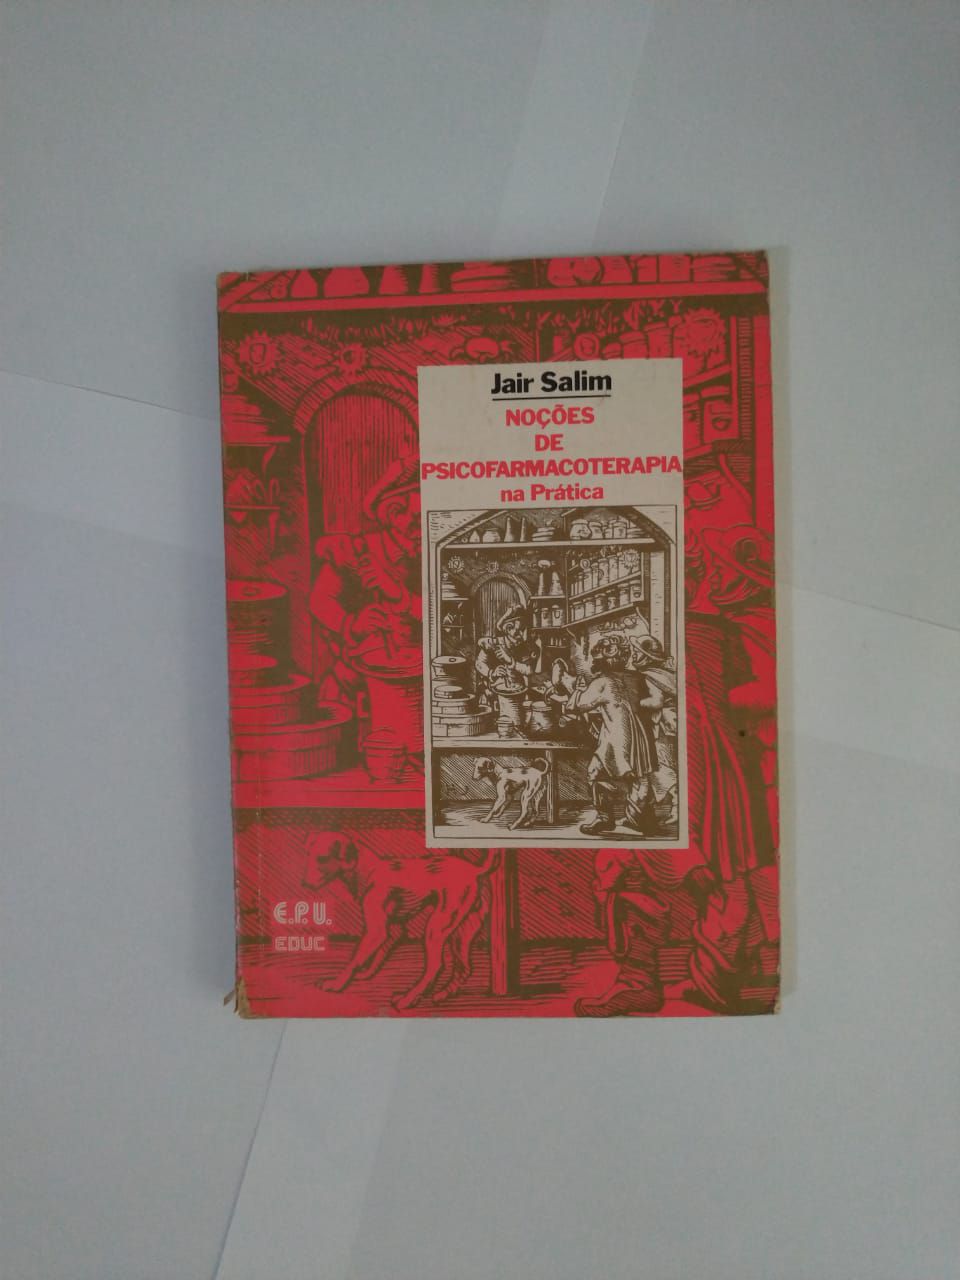 Jair Salim
NOÇÕES
DE
PSICOFARMACOTERAPIA
na Prática
E.P.U.
EDUC